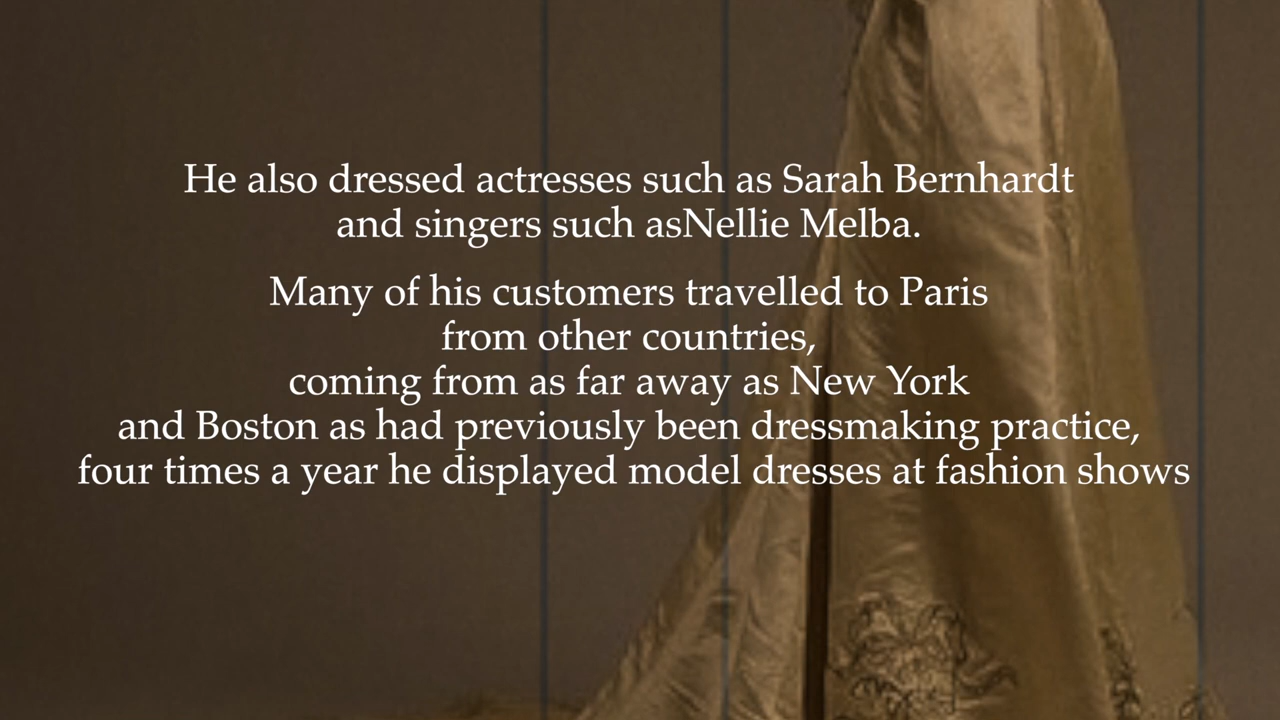 He also dressed actresses such as Sarah Bernhardt
and singers such asNellie Melba.
Many of his customers travelled to Paris
from other countries,
coming from as far away as New York
and Boston as had previously been dressmaking practice,
four times a year he displayed model dresses at fashion shows